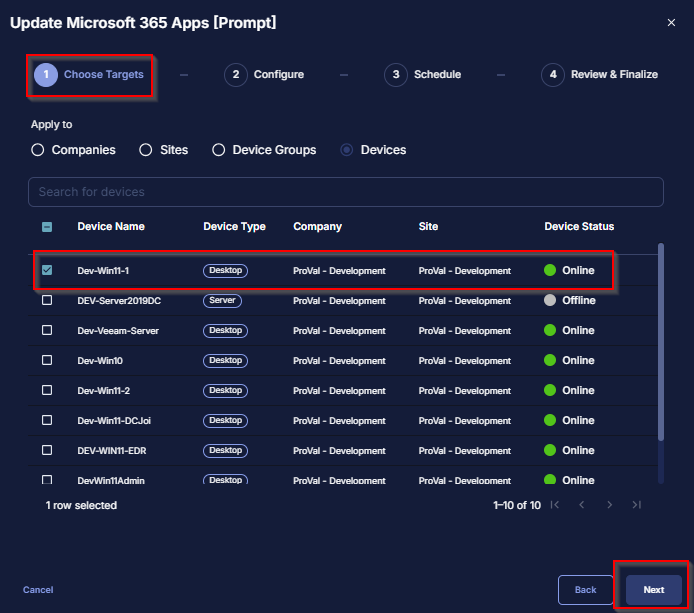 Update Microsoft 365 Apps [Prompt]
1 Choose Targets 2 Configure 3 Schedule 4 Review & Finalize
Apply to
Companies Sites Device Groups Devices
Search for devices
Device Name Device Type Company Site Device Status
Dev-Win11-1 Desktop ProVal - Development ProVal - Development Online
DEV-Server2019DC Server ProVal - Development ProVal - Development Offline
Dev-Veeam-Server Desktop ProVal - Development ProVal - Development Online
Dev-Win10 Desktop ProVal - Development ProVal - Development Online
Dev-Win11-2 Desktop ProVal - Development ProVal - Development Online
Dev-Win11-DCJoi Desktop ProVal - Development ProVal - Development Online
DEV-WIN11-EDR Desktop ProVal - Development ProVal - Development Online
DevWin11Admin Desktop ProVal - Development ProVal - Development Online
1 row selected 1–10 of 10
Cancel Back Next